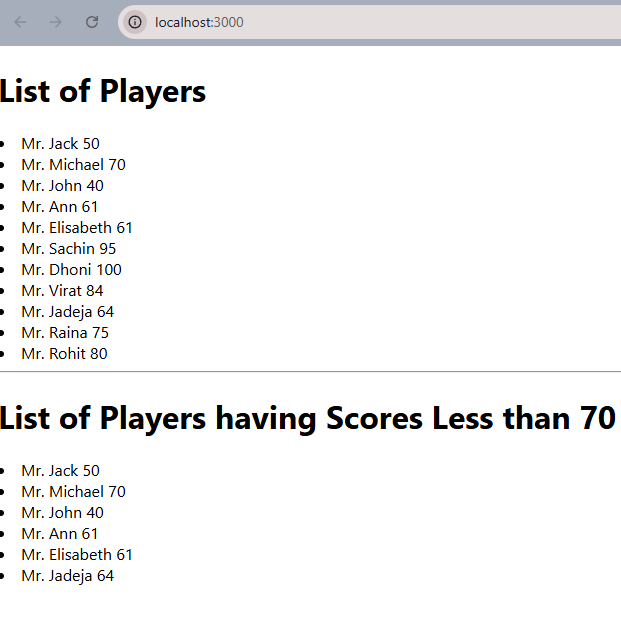 localhost:3000
List of Players
Mr. Jack 50
Mr. Michael 70
Mr. John 40
Mr. Ann 61
Mr. Elisabeth 61
Mr. Sachin 95
Mr. Dhoni 100
Mr. Virat 84
Mr. Jadeja 64
Mr. Raina 75
Mr. Rohit 80
List of Players having Scores Less than 70
Mr. Jack 50
Mr. Michael 70
Mr. John 40
Mr. Ann 61
Mr. Elisabeth 61
Mr. Jadeja 64